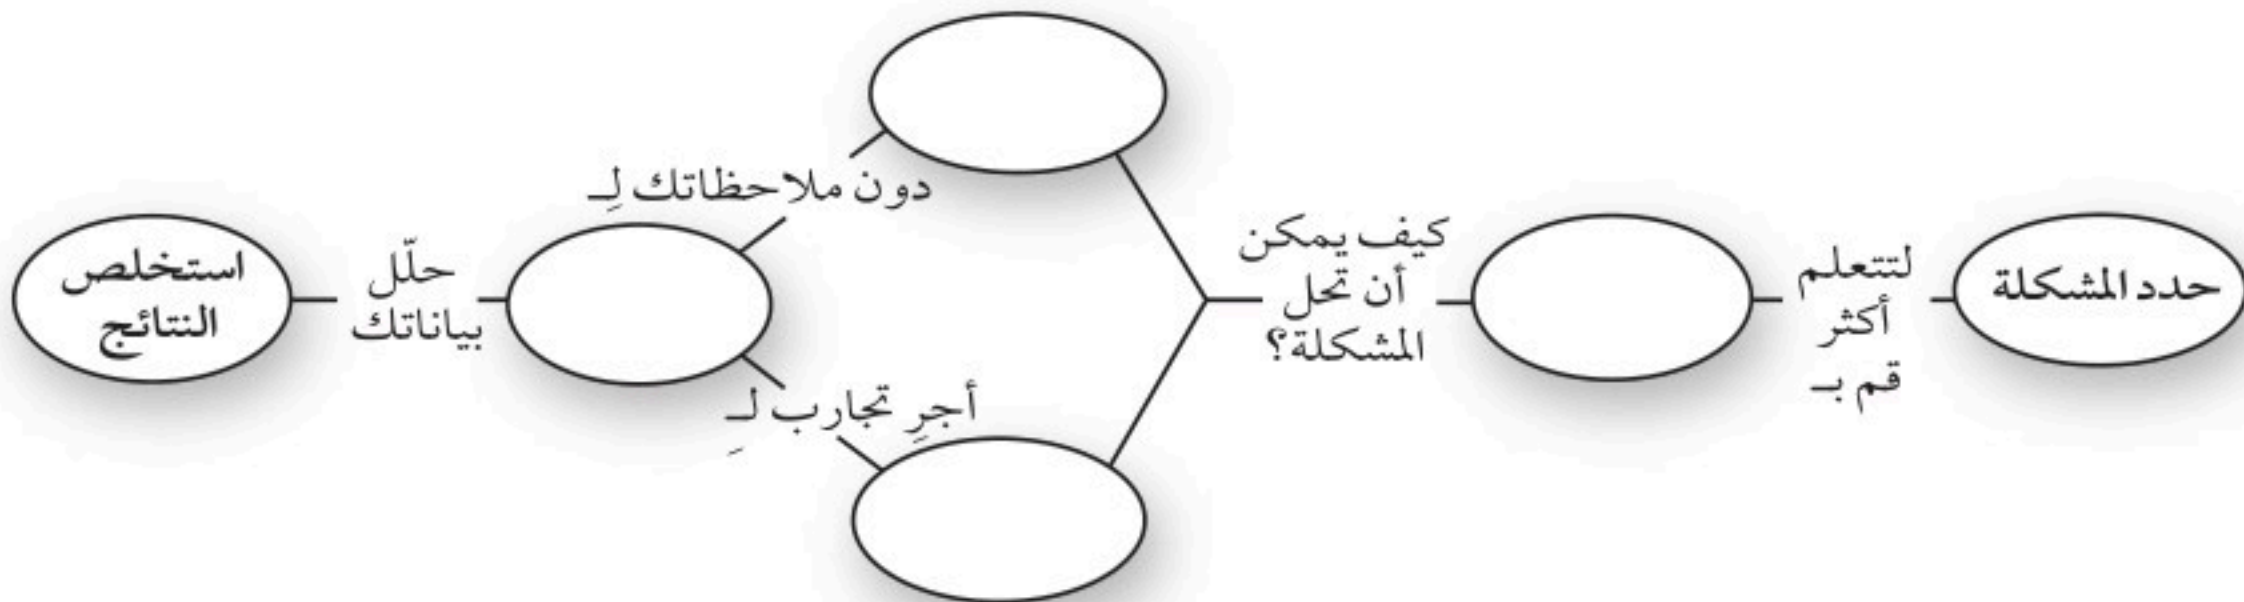 حدد المشكلة
لتتعلم
أكثر
قم بـ
كيف يمكن
أن تحل
المشكلة؟
دون ملاحظاتك لِـ
أجرِ تجارب لـِ
حلّل
بياناتك
استخلص
النتائج